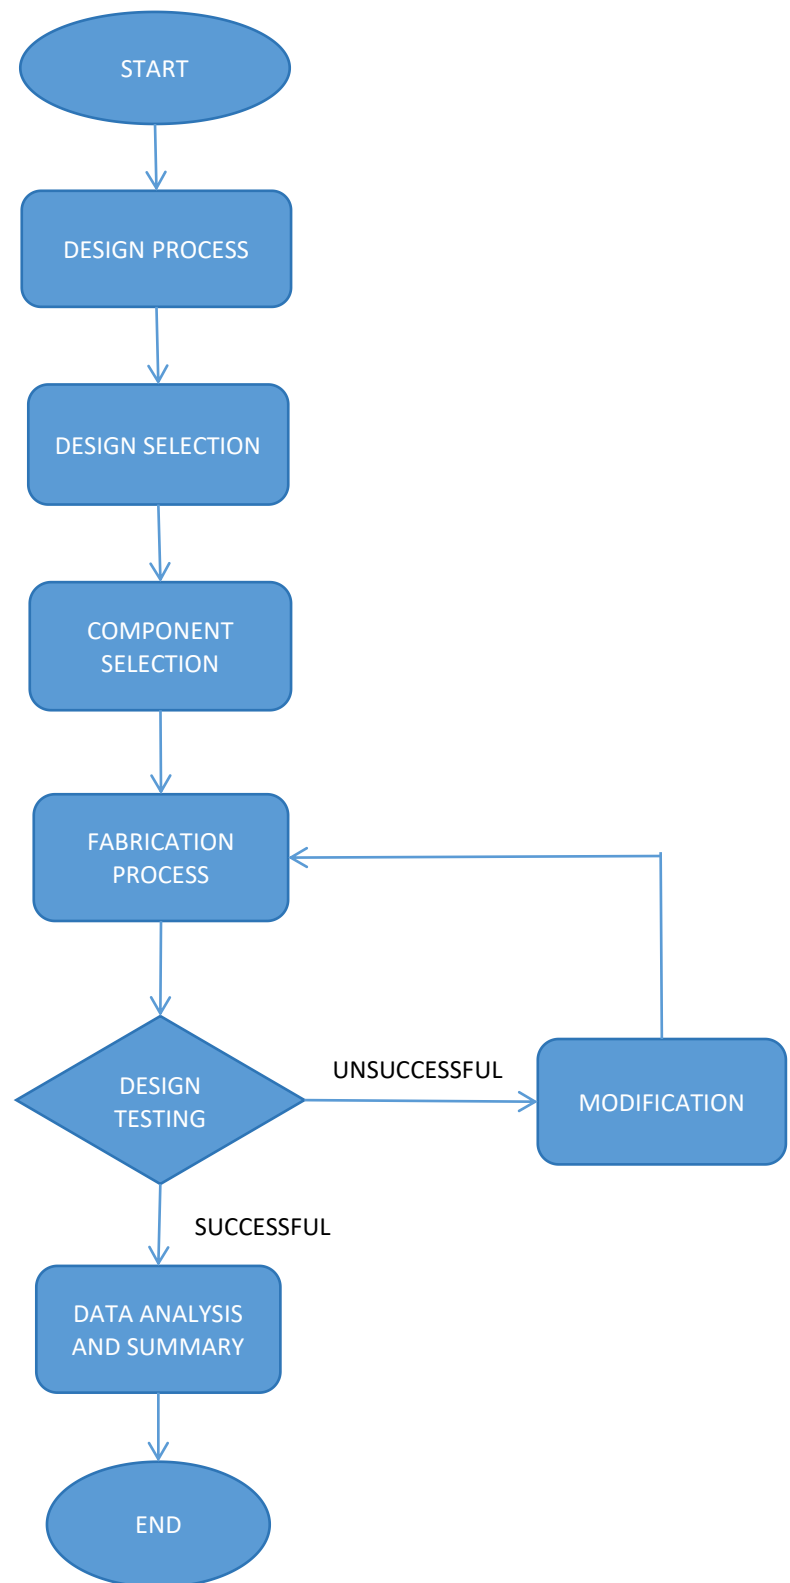 START
DESIGN PROCESS
DESIGN SELECTION
COMPONENT
SELECTION
FABRICATION
PROCESS
DESIGN
TESTING
UNSUCCESSFUL
MODIFICATION
SUCCESSFUL
DATA ANALYSIS
AND SUMMARY
END